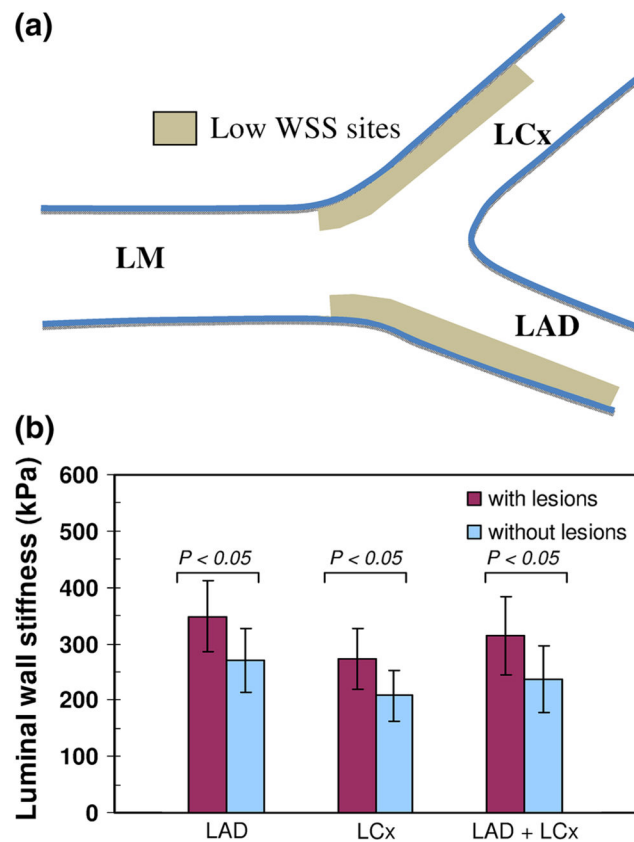 (a)
Low WSS sites
LCx
LM
LAD
(b)
Luminal wall stiffness (kPa)
600
500
400
300
200
100
0
with lesions
without lesions
P < 0.05
P < 0.05
P < 0.05
LAD
LCx
LAD + LCx